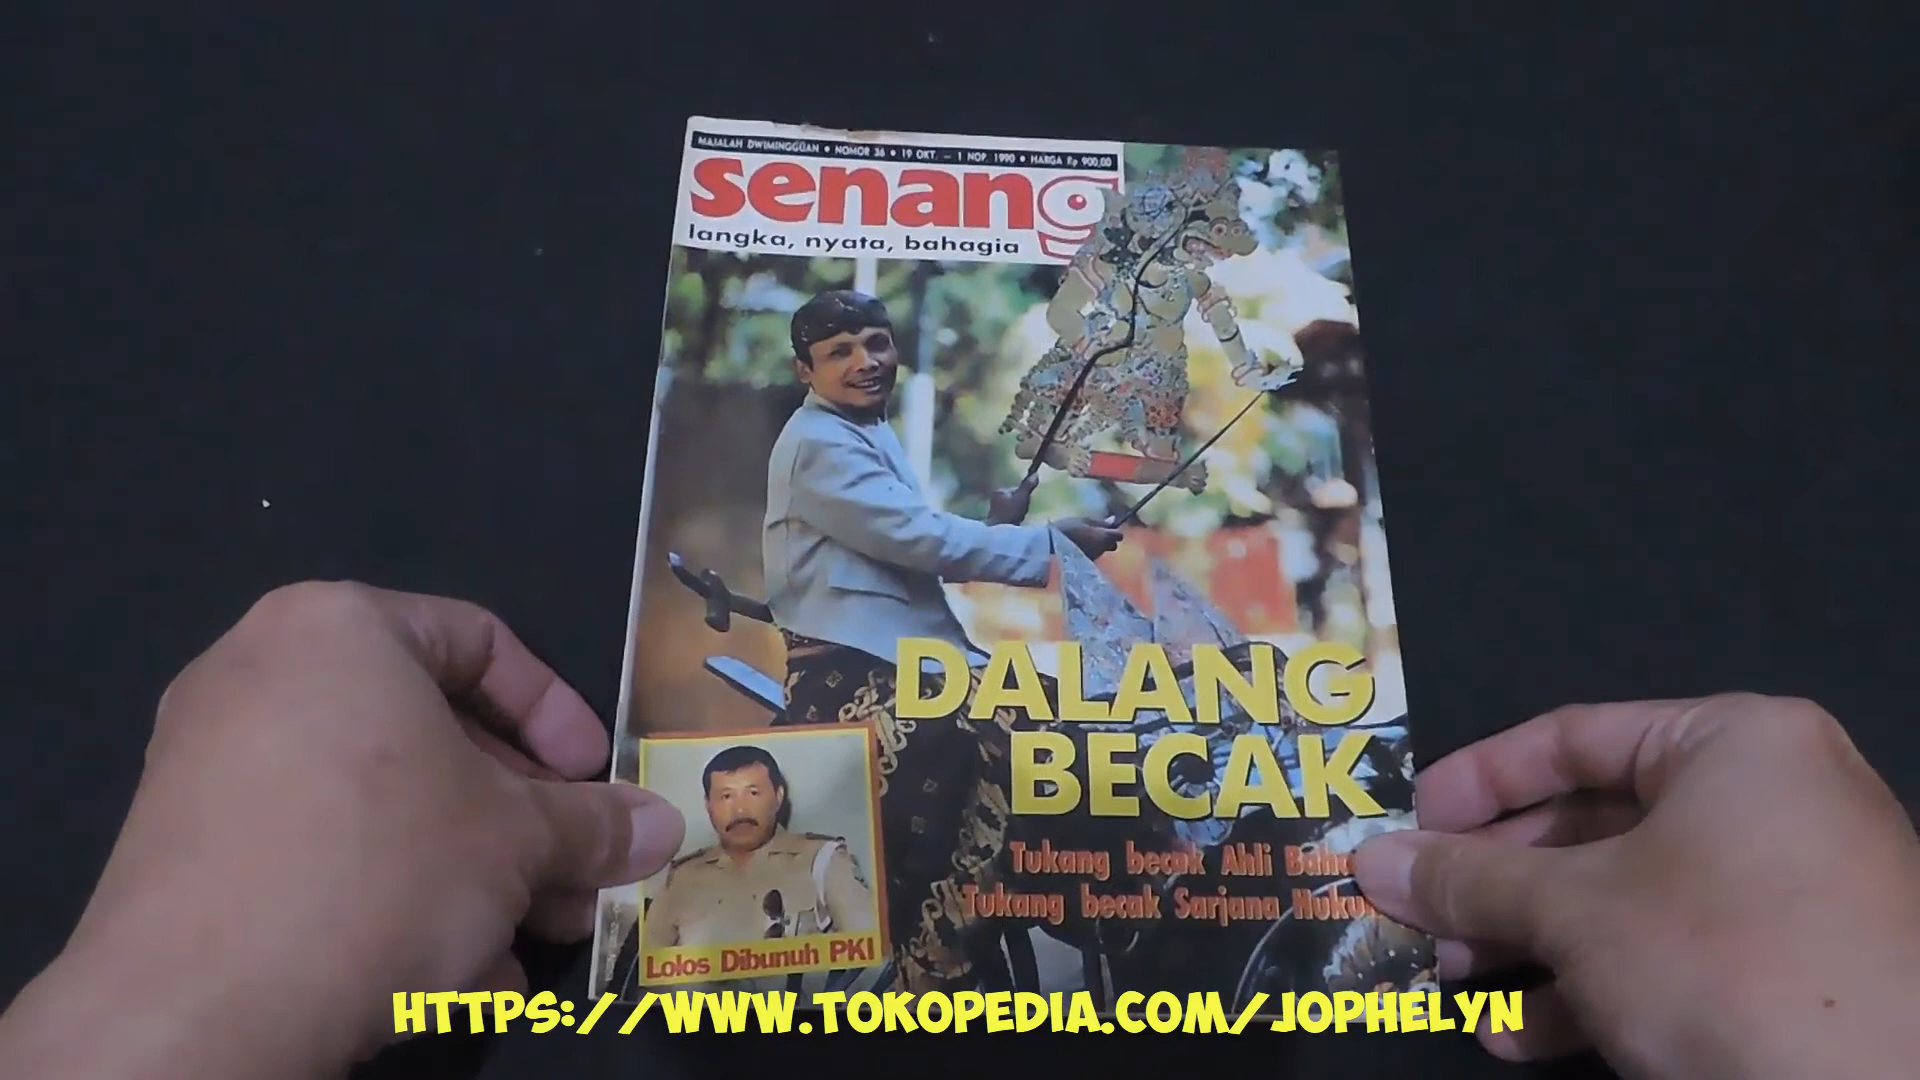 MAJALAH DWIMINGGUAN • NOMOR 36 • 19 OKT. – 1 NOP. 1990 • HARGA Rp 900,00
senang
langka, nyata, bahagia
DALANG
BECAK
Tukang becak Ahli
Tukang becak Sarjana
Lolos Dibunuh PKI
HTTPS://WWW.TOKOPEDIA.COM/JOPHELYN